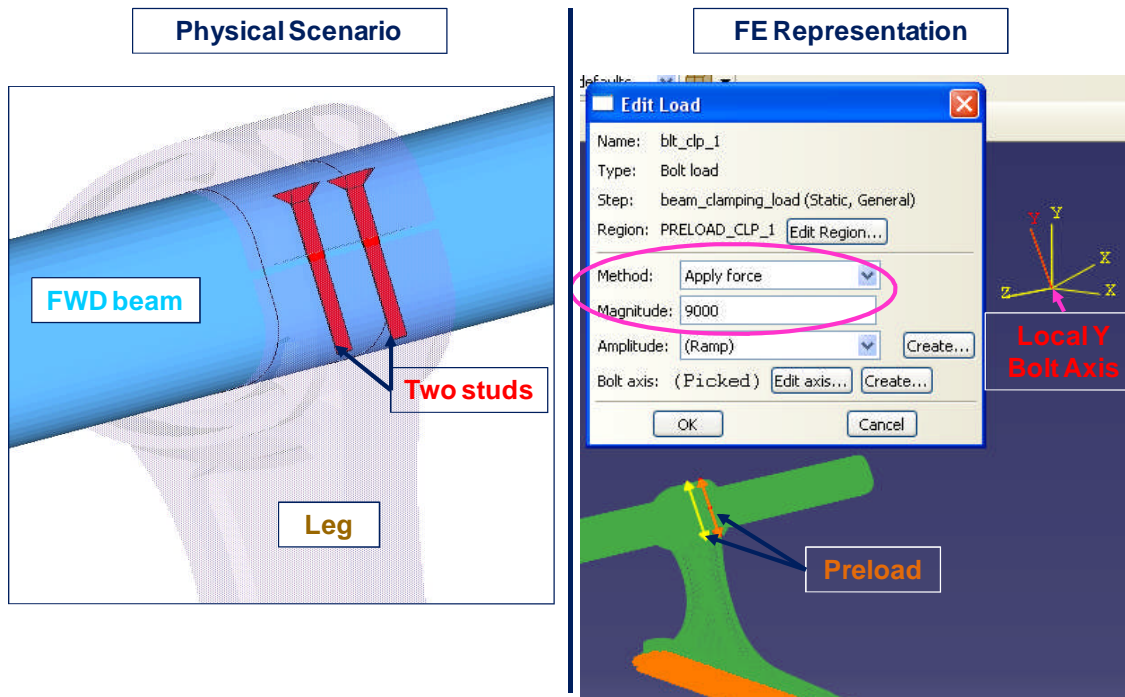 Physical Scenario
FWD beam
Two studs
Leg
FE Representation
defaults
Edit Load
Name: blt_clp_1
Type: Bolt load
Step: beam_clamping_load (Static, General)
Region: PRELOAD_CLP_1 Edit Region...
Method: Apply force
Magnitude: 9000
Amplitude: (Ramp) Create...
Bolt axis: (Picked) Edit axis... Create...
OK Cancel
Y Y
X
Z X
Local Y
Bolt Axis
Preload